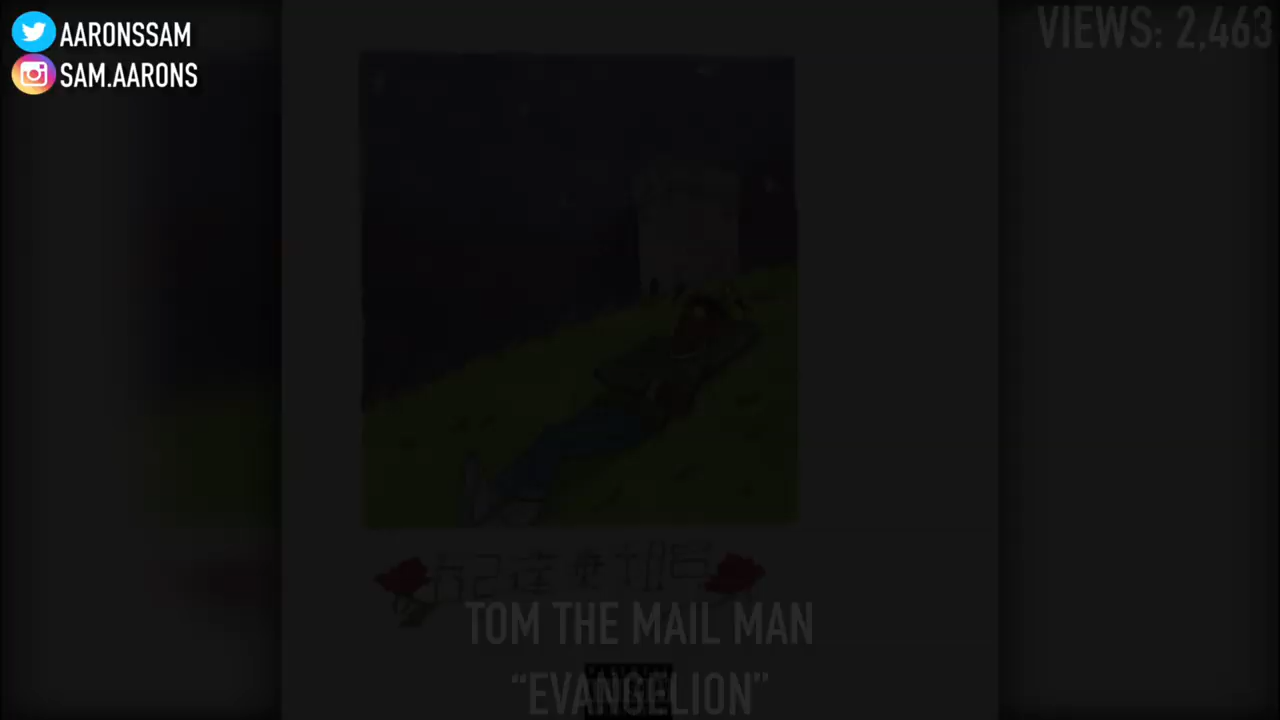 AARONSSAM
SAM.AARONS
VIEWS: 2,463
TOM THE MAIL MAN
“EVANGELION”